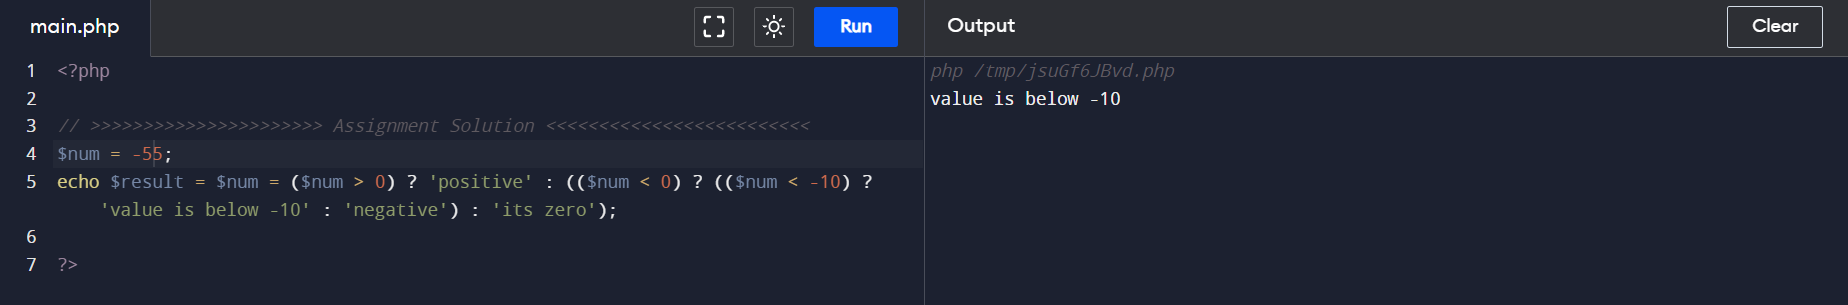 main.php
Run
Output
Clear
1 <?php
2
3 // >>>>>>>>>>>>>>>>>>>>>> Assignment Solution <<<<<<<<<<<<<<<<<<<<<<<<<
4 $num = -55;
5 echo $result = $num = ($num > 0) ? 'positive' : (($num < 0) ? (($num < -10) ?
'value is below -10' : 'negative') : 'its zero');
6
7 ?>
php /tmp/jsuGf6JBvd.php
value is below -10